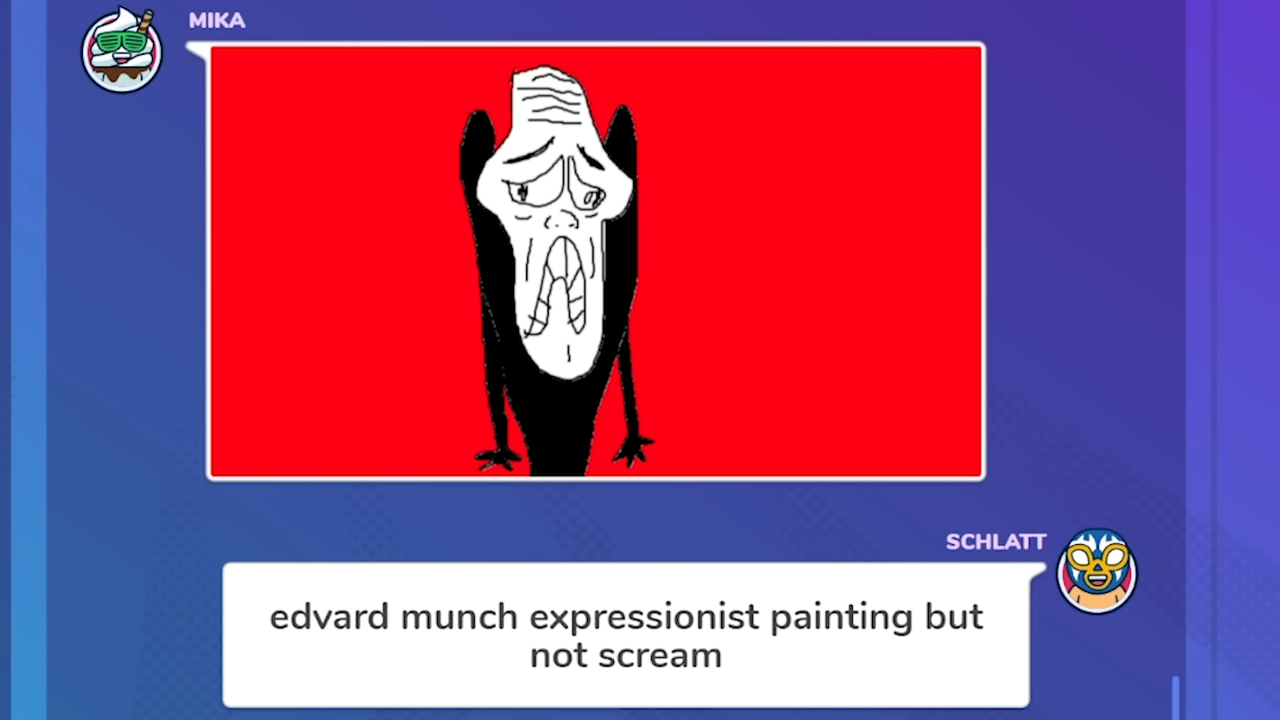 MIKA
SCHLATT
edvard munch expressionist painting but
not scream